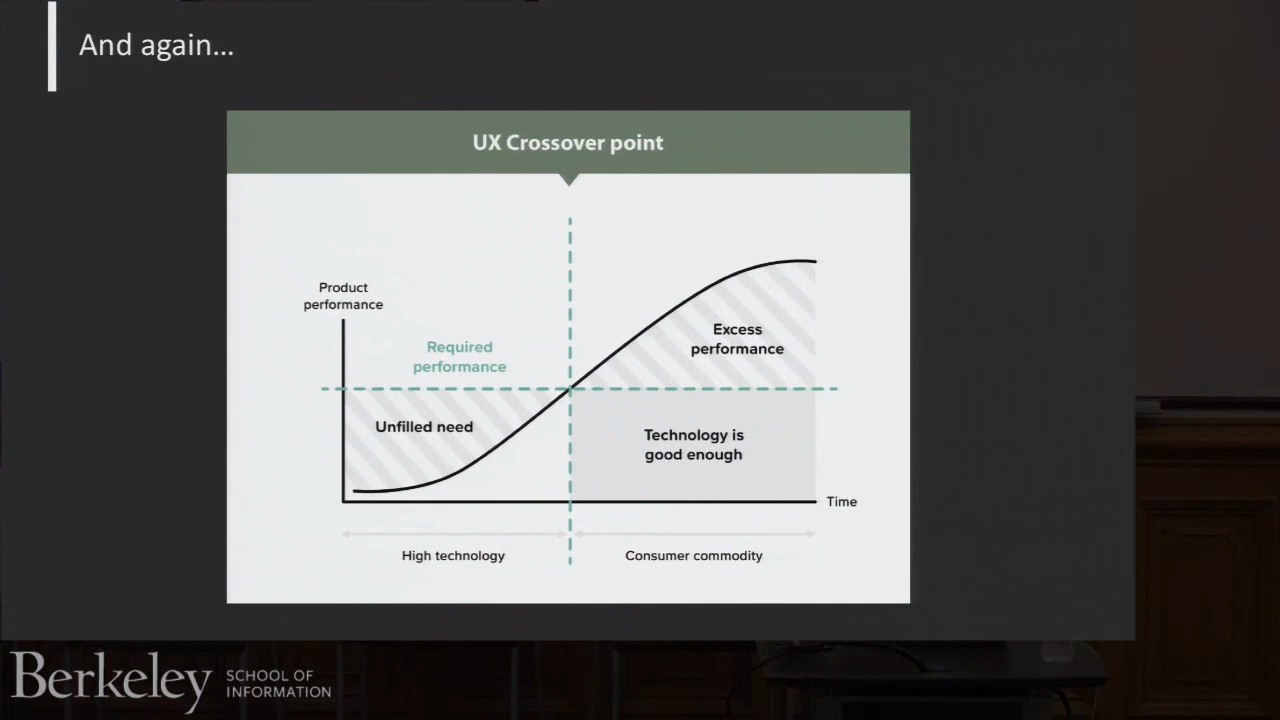 And again...
UX Crossover point
Product
performance
Required
performance
Excess
performance
Unfilled need
Technology is
good enough
Time
High technology
Consumer commodity
Berkeley
SCHOOL OF
INFORMATION